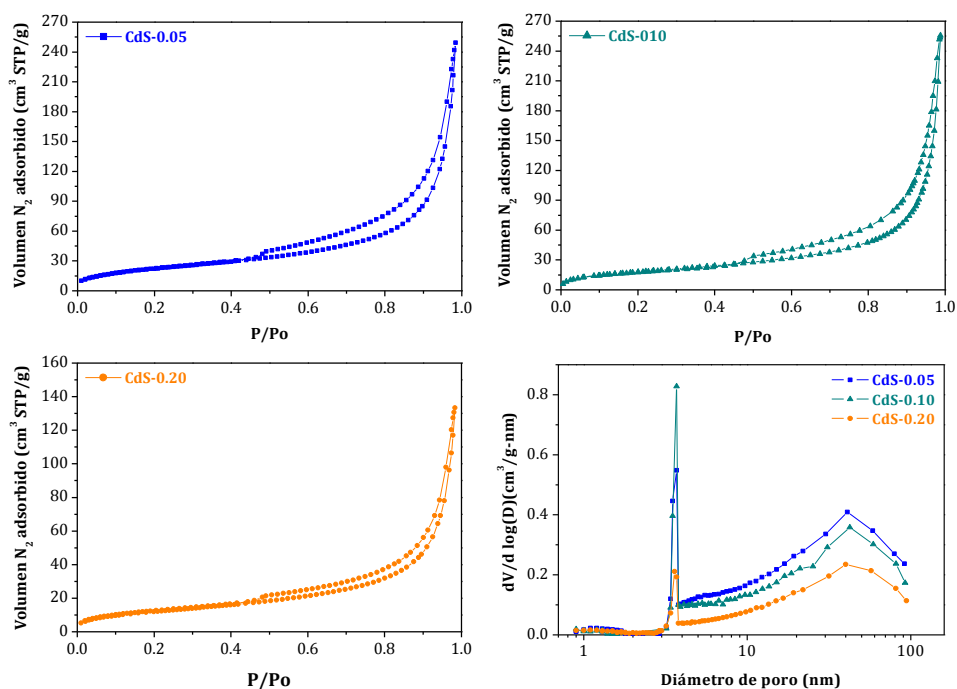 CdS-0.05
Volumen N2 adsorbido (cm3 STP/g)
270
240
210
180
150
120
90
60
30
0
0.0 0.2 0.4 0.6 0.8 1.0
P/Po
CdS-010
Volumen N2 adsorbido (cm3 STP/g)
270
240
210
180
150
120
90
60
30
0
0.0 0.2 0.4 0.6 0.8 1.0
P/Po
CdS-0.20
Volumen N2 adsorbido (cm3 STP/g)
160
140
120
100
80
60
40
20
0
0.0 0.2 0.4 0.6 0.8 1.0
P/Po
CdS-0.05
CdS-0.10
CdS-0.20
dV/d log(D)(cm3/g-nm)
0.8
0.6
0.4
0.2
0.0
1 10 100
Diámetro de poro (nm)